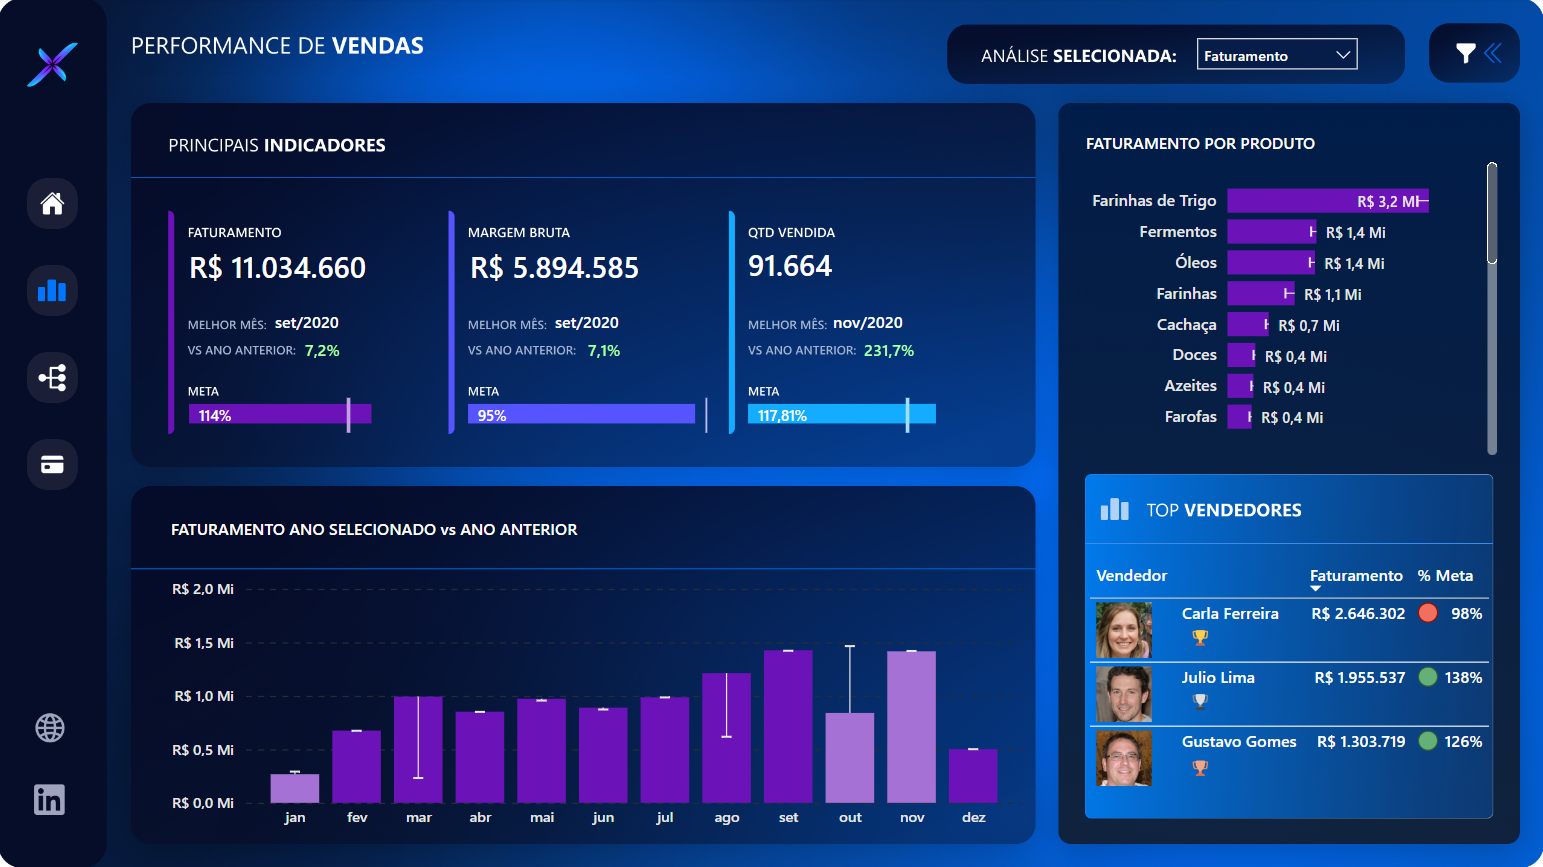 PERFORMANCE DE VENDAS
ANÁLISE SELECIONADA: Faturamento
PRINCIPAIS INDICADORES
FATURAMENTO
R$ 11.034.660
MELHOR MÊS: set/2020
VS ANO ANTERIOR: 7,2%
META
114%
MARGEM BRUTA
R$ 5.894.585
MELHOR MÊS: set/2020
VS ANO ANTERIOR: 7,1%
META
95%
QTD VENDIDA
91.664
MELHOR MÊS: nov/2020
VS ANO ANTERIOR: 231,7%
META
117,81%
FATURAMENTO ANO SELECIONADO vs ANO ANTERIOR
R$ 2,0 Mi
R$ 1,5 Mi
R$ 1,0 Mi
R$ 0,5 Mi
R$ 0,0 Mi
jan fev mar abr mai jun jul ago set out nov dez
FATURAMENTO POR PRODUTO
Farinhas de Trigo R$ 3,2 Mi
Fermentos R$ 1,4 Mi
Óleos R$ 1,4 Mi
Farinhas R$ 1,1 Mi
Cachaça R$ 0,7 Mi
Doces R$ 0,4 Mi
Azeites R$ 0,4 Mi
Farofas R$ 0,4 Mi
TOP VENDEDORES
Vendedor Faturamento % Meta
Carla Ferreira R$ 2.646.302 98%
Julio Lima R$ 1.955.537 138%
Gustavo Gomes R$ 1.303.719 126%
in